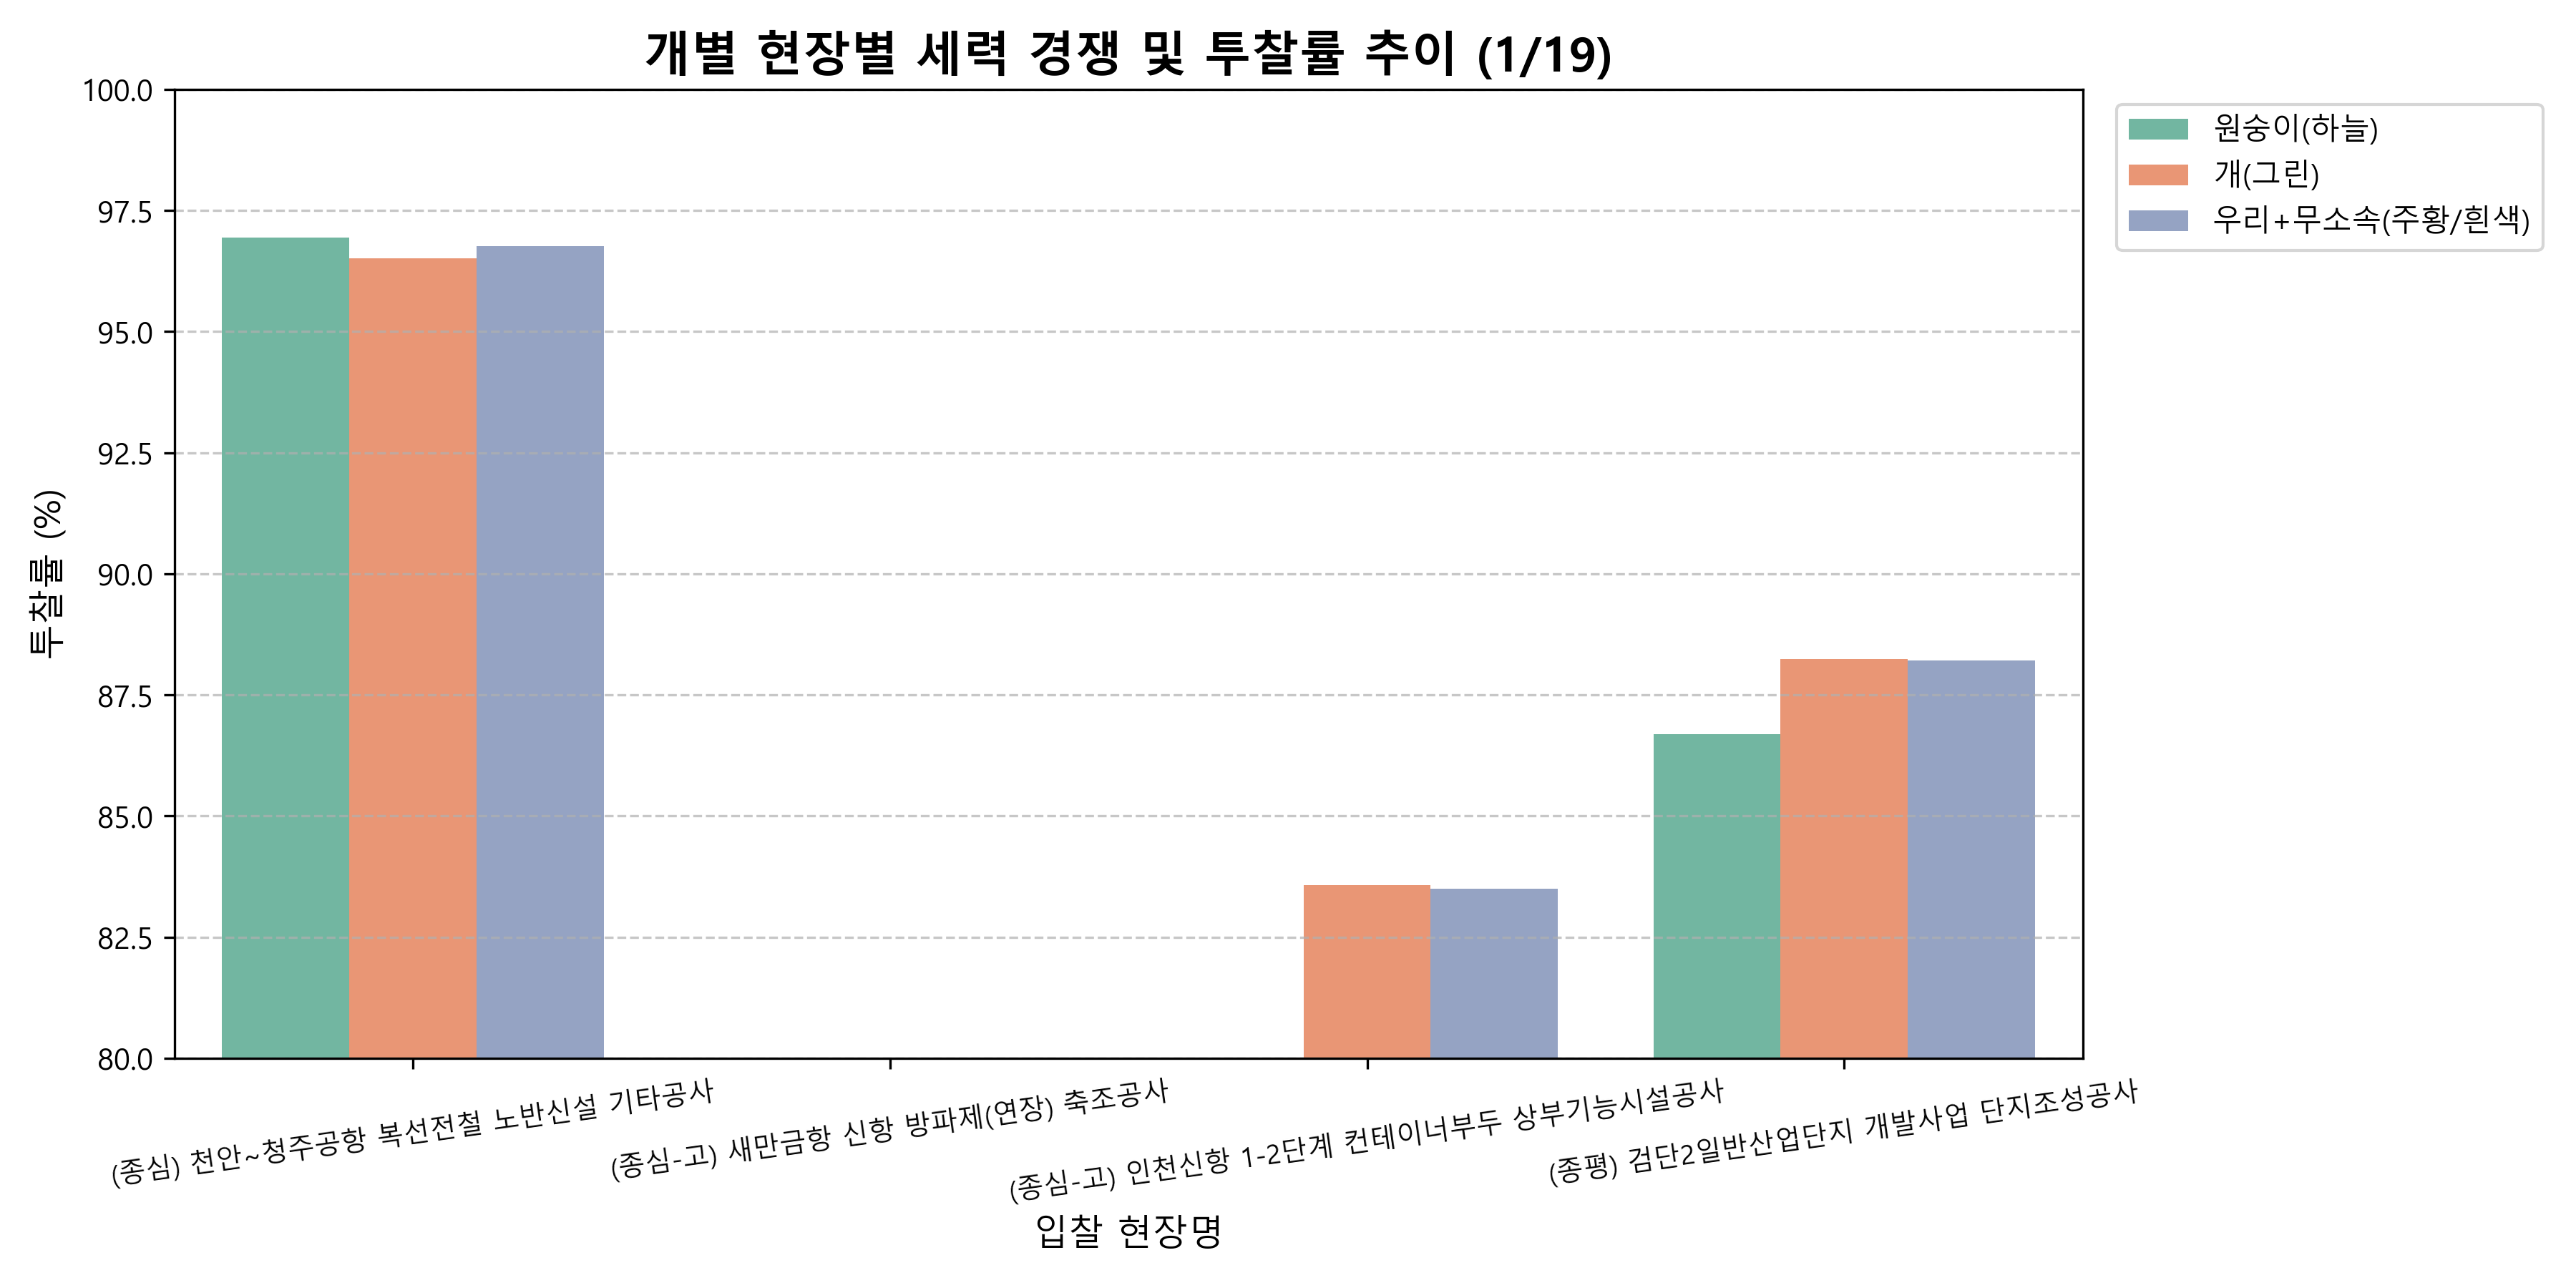 개별 현장별 세력 경쟁 및 투찰률 추이 (1/19)
100.0
97.5
95.0
92.5
90.0
87.5
85.0
82.5
80.0
투찰률 (%)
원숭이(하늘)
개(그린)
우리+무소속(주황/흰색)
(종심) 천안~청주공항 복선전철 노반신설 기타공사
(종심-고) 새만금항 신항 방파제(연장) 축조공사
(종심-고) 인천신항 1-2단계 컨테이너부두 상부기능시설공사
(종평) 검단2일반산업단지 개발사업 단지조성공사
입찰 현장명